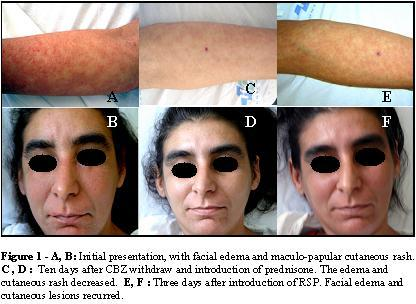 A
C
E
B
D
F
Figure 1 - A, B: Initial presentation, with facial edema and maculo-papular cutaneous rash.
C , D : Ten days after CBZ withdraw and introduction of prednisone. The edema and
cutaneous rash decreased. E, F : Three days after introduction of RSP. Facial edema and
cutaneous lesions recurred.